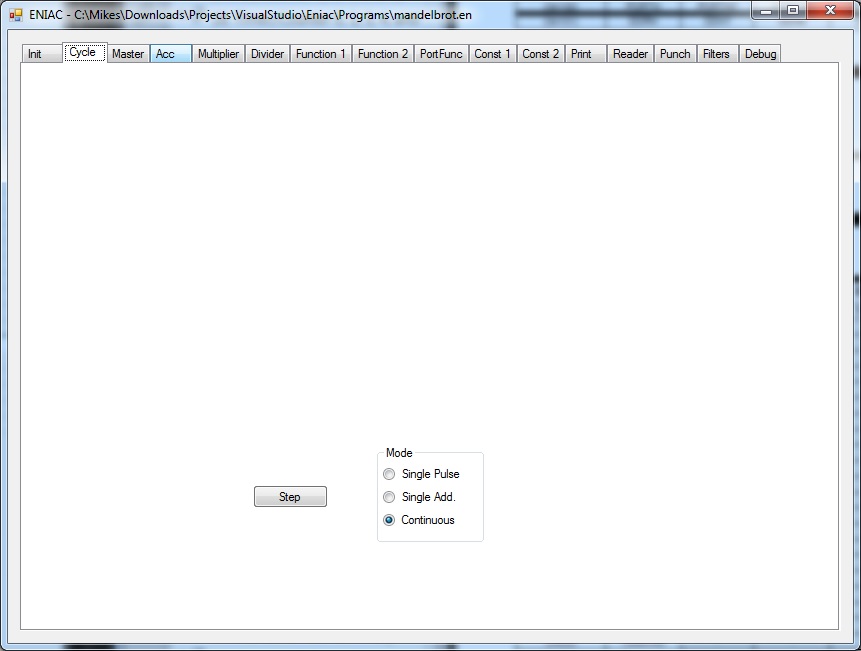 ENIAC - C:\Mikes\Downloads\Projects\VisualStudio\Eniac\Programs\mandelbrot.en
Init Cycle Master Acc Multiplier Divider Function 1 Function 2 PortFunc Const 1 Const 2 Print Reader Punch Filters Debug
Mode
Single Pulse
Step Single Add.
Continuous